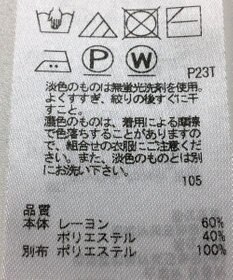 P W
P23T
淡色のものは無蛍光洗剤を使用。
よくすすぎ、絞りの後すぐに干
すこと。
濃色のものは、着用による摩擦
で色落ちすることがありますの
で、組合せの衣服にご注意くださ
い。また、淡色のものとは別
にお洗い下さい。
105
品質
本体 レーヨン 60%
ポリエステル 40%
別布 ポリエステル 100%